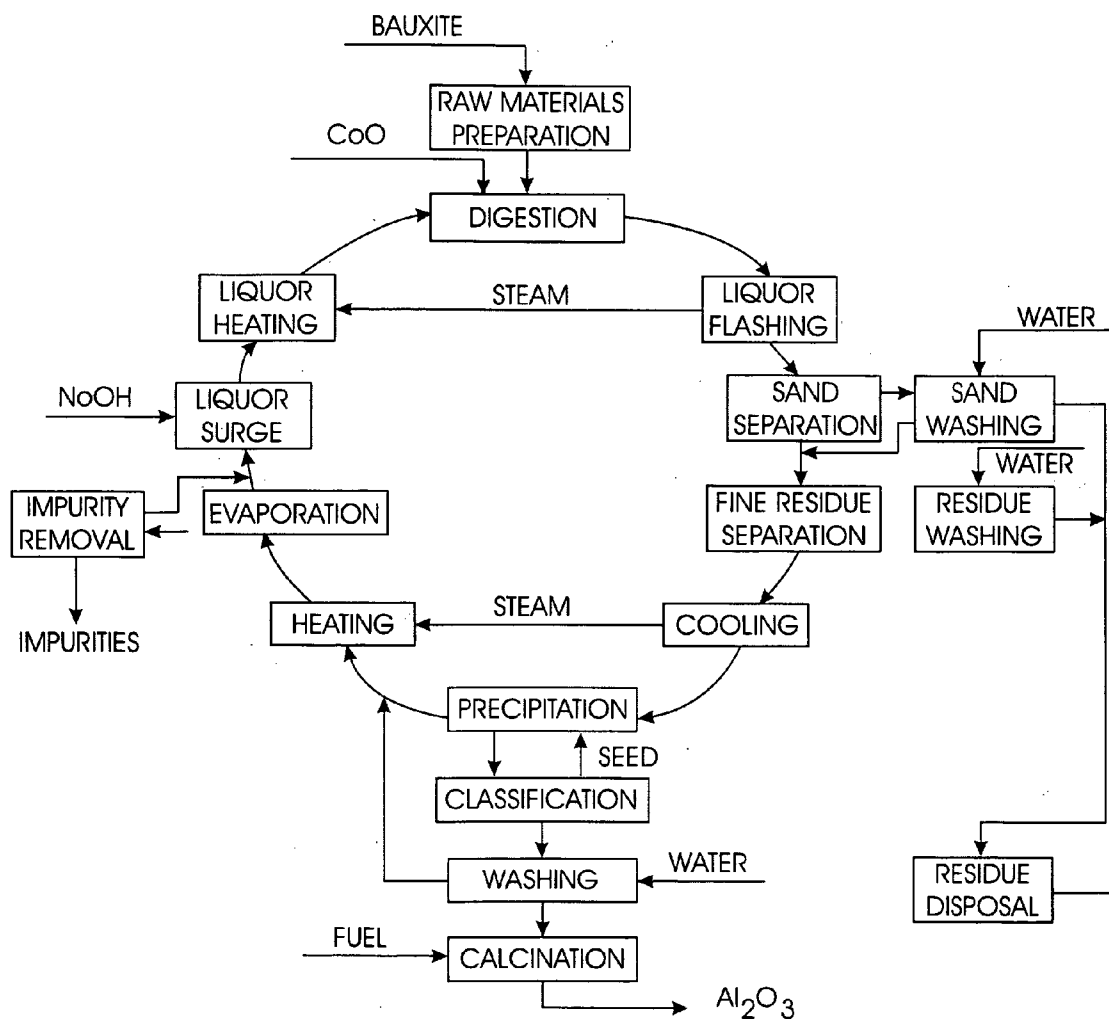 BAUXITE
RAW MATERIALS
PREPARATION
CoO
DIGESTION
LIQUOR
HEATING
STEAM
LIQUOR
FLASHING
WATER
NoOH
LIQUOR
SURGE
SAND
SEPARATION
SAND
WASHING
WATER
IMPURITY
REMOVAL
EVAPORATION
FINE RESIDUE
SEPARATION
RESIDUE
WASHING
IMPURITIES
HEATING
STEAM
COOLING
PRECIPITATION
SEED
CLASSIFICATION
WASHING
WATER
RESIDUE
DISPOSAL
FUEL
CALCINATION
Al₂O₃